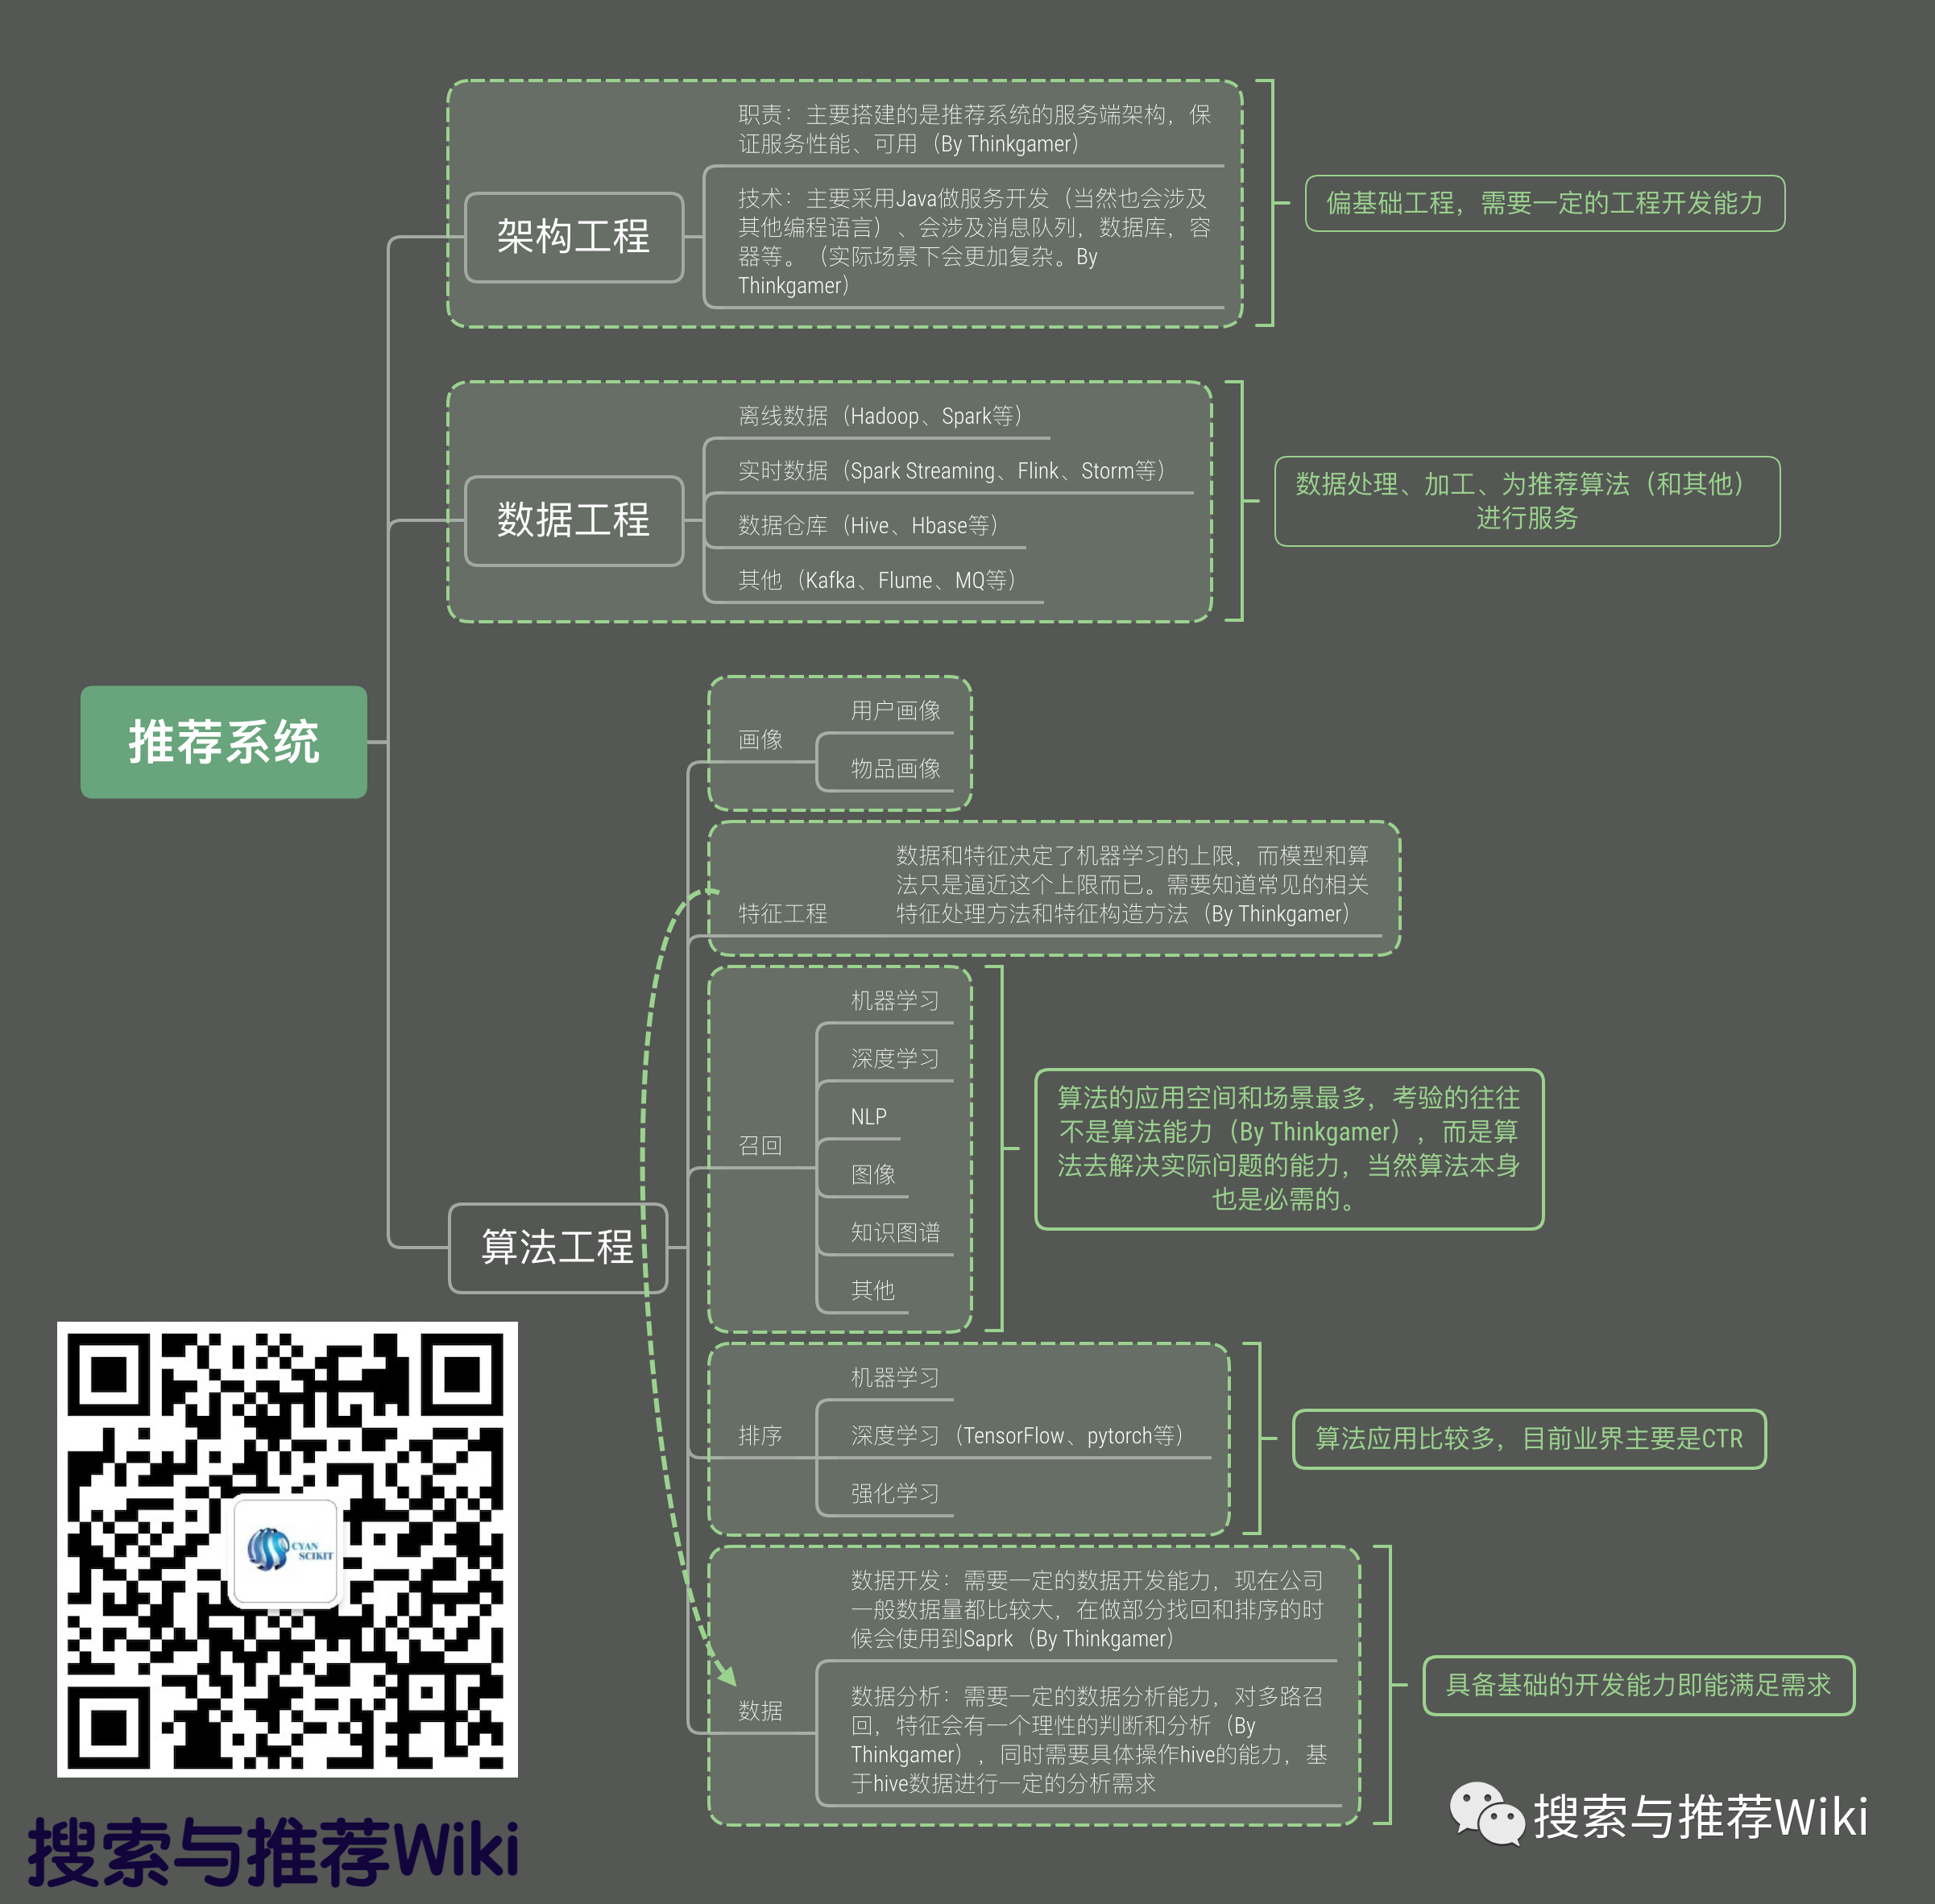 职责：主要搭建的是推荐系统的服务端架构，保
证服务性能、可用（By Thinkgamer）
技术：主要采用Java做服务开发（当然也会涉及
其他编程语言）、会涉及消息队列，数据库，容
器等。（实际场景下会更加复杂。By
Thinkgamer）
架构工程
偏基础工程，需要一定的工程开发能力
离线数据（Hadoop、Spark等）
实时数据（Spark Streaming、Flink、Storm等）
数据仓库（Hive、Hbase等）
其他（Kafka、Flume、MQ等）
数据工程
数据处理、加工、为推荐算法（和其他）
进行服务
推荐系统
用户画像
画像
物品画像
数据和特征决定了机器学习的上限，而模型和算
法只是逼近这个上限而已。需要知道常见的相关
特征工程
特征处理方法和特征构造方法（By Thinkgamer）
机器学习
深度学习
NLP
召回
图像
知识图谱
其他
算法的应用空间和场景最多，考验的往往
不是算法能力（By Thinkgamer），而是算
法去解决实际问题的能力，当然算法本身
也是必需的。
算法工程
机器学习
排序
深度学习（TensorFlow、pytorch等）
强化学习
算法应用比较多，目前业界主要是CTR
CYAN
SCIKIT
数据开发：需要一定的数据开发能力，现在公司
一般数据量都比较大，在做部分找回和排序的时
候会使用到Saprk（By Thinkgamer）
数据
数据分析：需要一定的数据分析能力，对多路召
回，特征会有一个理性的判断和分析（By
Thinkgamer），同时需要具体操作hive的能力，基
于hive数据进行一定的分析需求
具备基础的开发能力即能满足需求
搜索与推荐Wiki
搜索与推荐Wiki